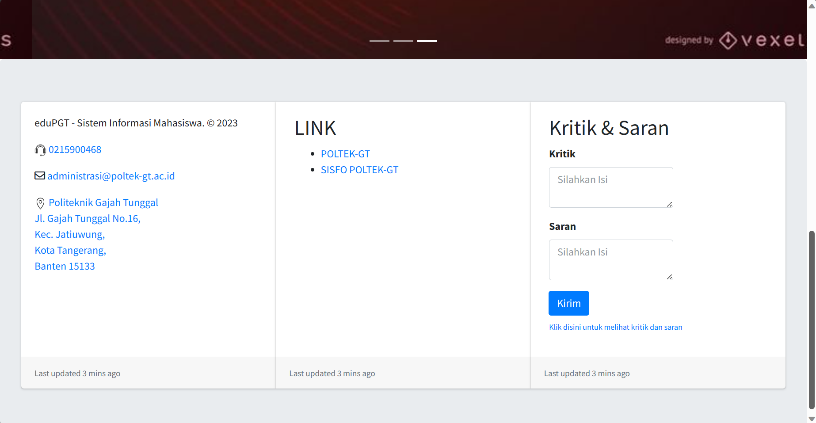 s
designed by vexel
eduPGT - Sistem Informasi Mahasiswa. © 2023
0215900468
administrasi@poltek-gt.ac.id
Politeknik Gajah Tunggal
Jl. Gajah Tunggal No.16,
Kec. Jatiuwung,
Kota Tangerang,
Banten 15133
Last updated 3 mins ago
LINK
POLTEK-GT
SISFO POLTEK-GT
Last updated 3 mins ago
Kritik & Saran
Kritik
Silahkan Isi
Saran
Silahkan Isi
Kirim
Klik disini untuk melihat kritik dan saran
Last updated 3 mins ago